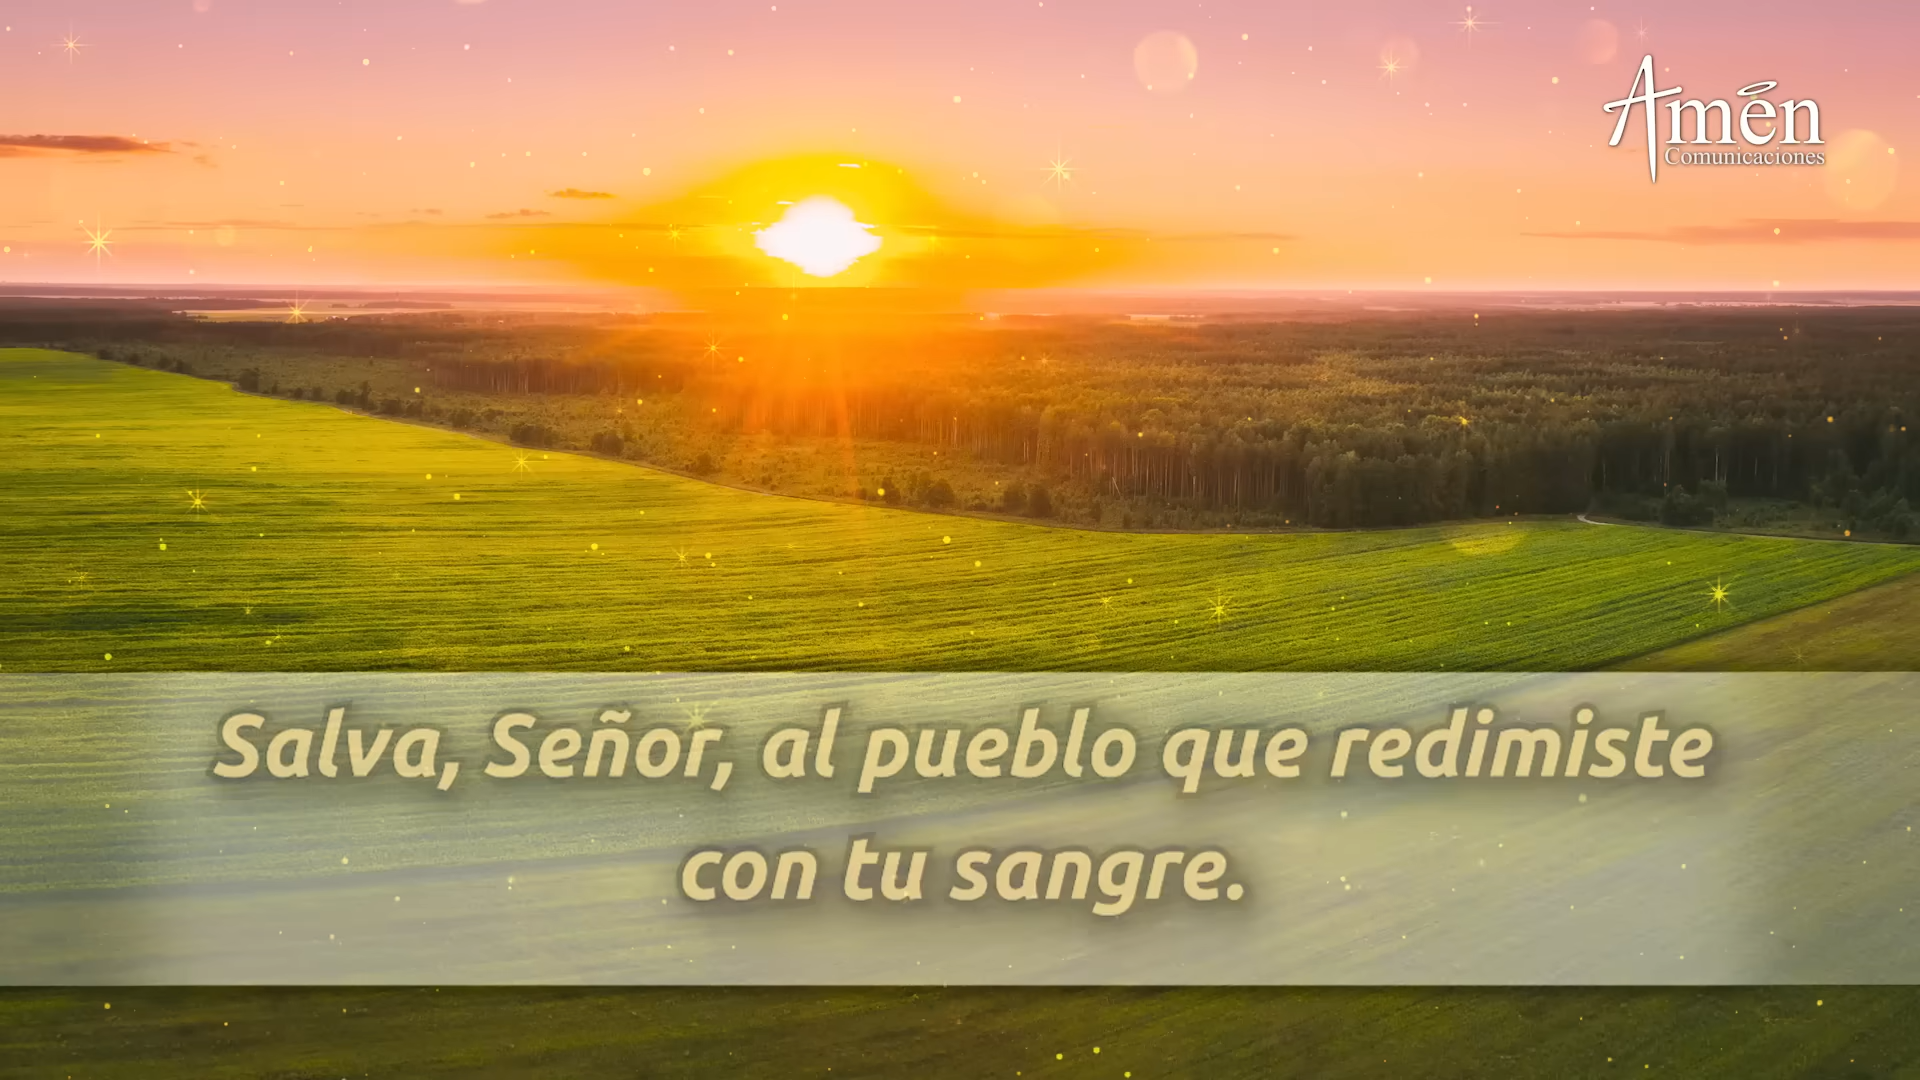 Amén
Comunicaciones
Salva, Señor, al pueblo que redimiste
con tu sangre.